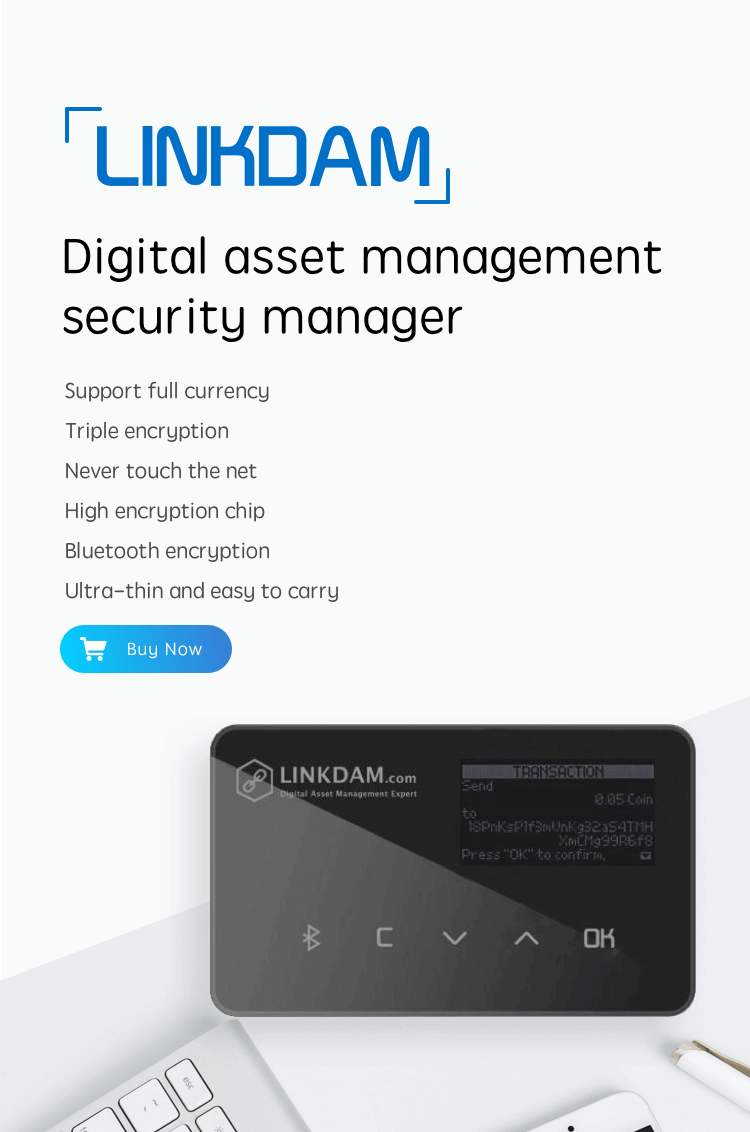 LINKDAM
Digital asset management
security manager
Support full currency
Triple encryption
Never touch the net
High encryption chip
Bluetooth encryption
Ultra-thin and easy to carry
Buy Now
LINKDAM.com
Digital Asset Management Expert
TRANSACTION
Send
0.05 Coin
to
18PnKsP1f3mVnKg32aS4TMH
XmCMg99R6f8
Press "OK" to confirm.
C
OK
esc